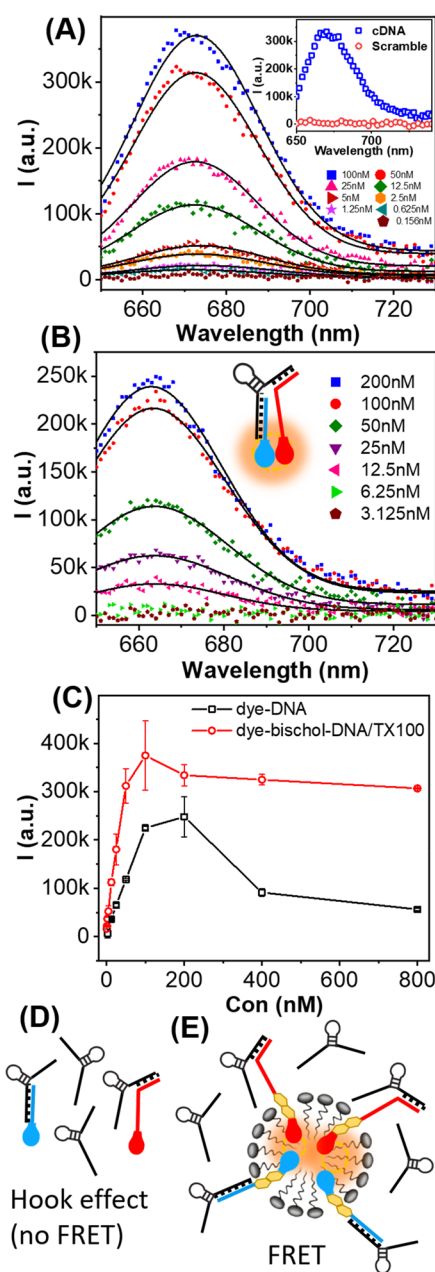 (A)
300k
200k
100k
0
I (a.u.)
660 670 680 690 700 710 720
Wavelength (nm)
300k
200k
100k
0
I (a.u.)
cDNA
Scramble
650 700
Wavelength (nm)
100nM 50nM
25nM 12.5nM
5nM 2.5nM
1.25nM 0.625nM
0.156nM
(B)
250k
200k
150k
100k
50k
0
I (a.u.)
660 680 700 720
Wavelength (nm)
200nM
100nM
50nM
25nM
12.5nM
6.25nM
3.125nM
(C)
400k
300k
200k
100k
0
I (a.u.)
dye-DNA
dye-bischol-DNA/TX100
0 200 400 600 800
Con (nM)
(D)
Hook effect
(no FRET)
(E)
FRET